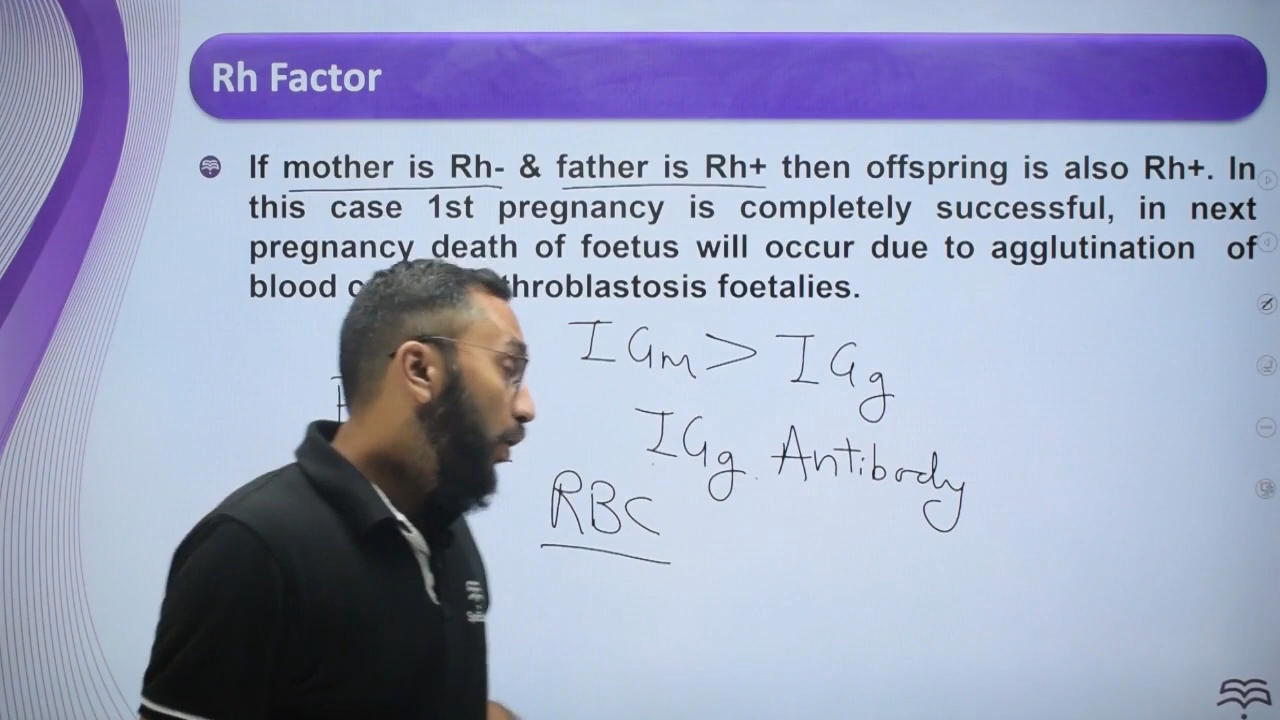 Rh Factor
If mother is Rh- & father is Rh+ then offspring is also Rh+. In
this case 1st pregnancy is completely successful, in next
pregnancy death of foetus will occur due to agglutination of
blood foetalies.
IGm > IGg
IGg Antibody
RBC